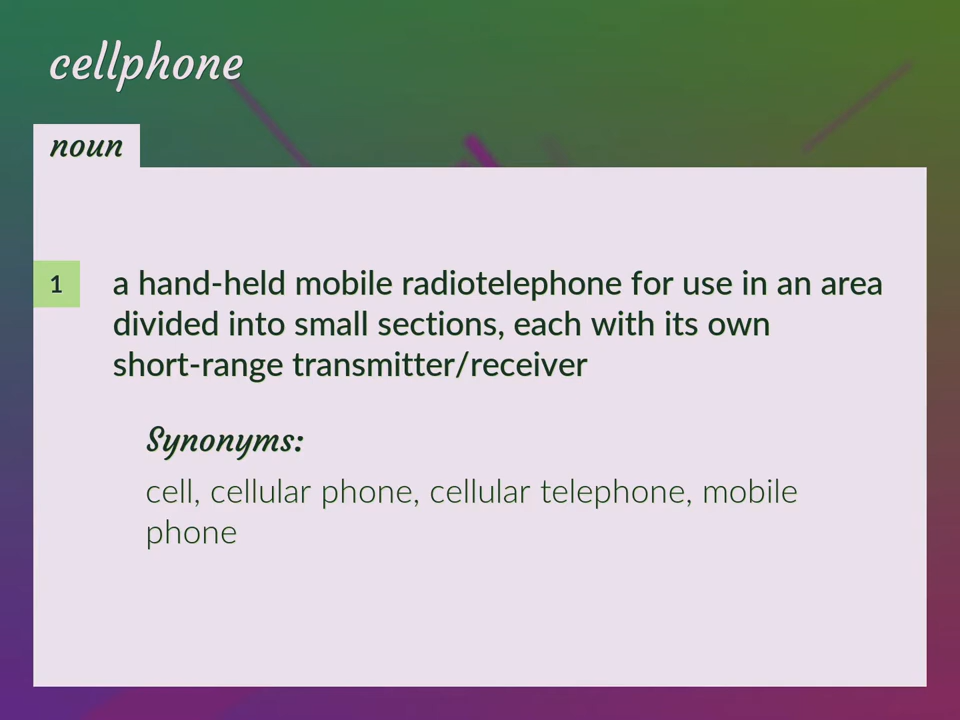 cellphone
noun
1
a hand-held mobile radiotelephone for use in an area
divided into small sections, each with its own
short-range transmitter/receiver
Synonyms:
cell, cellular phone, cellular telephone, mobile
phone